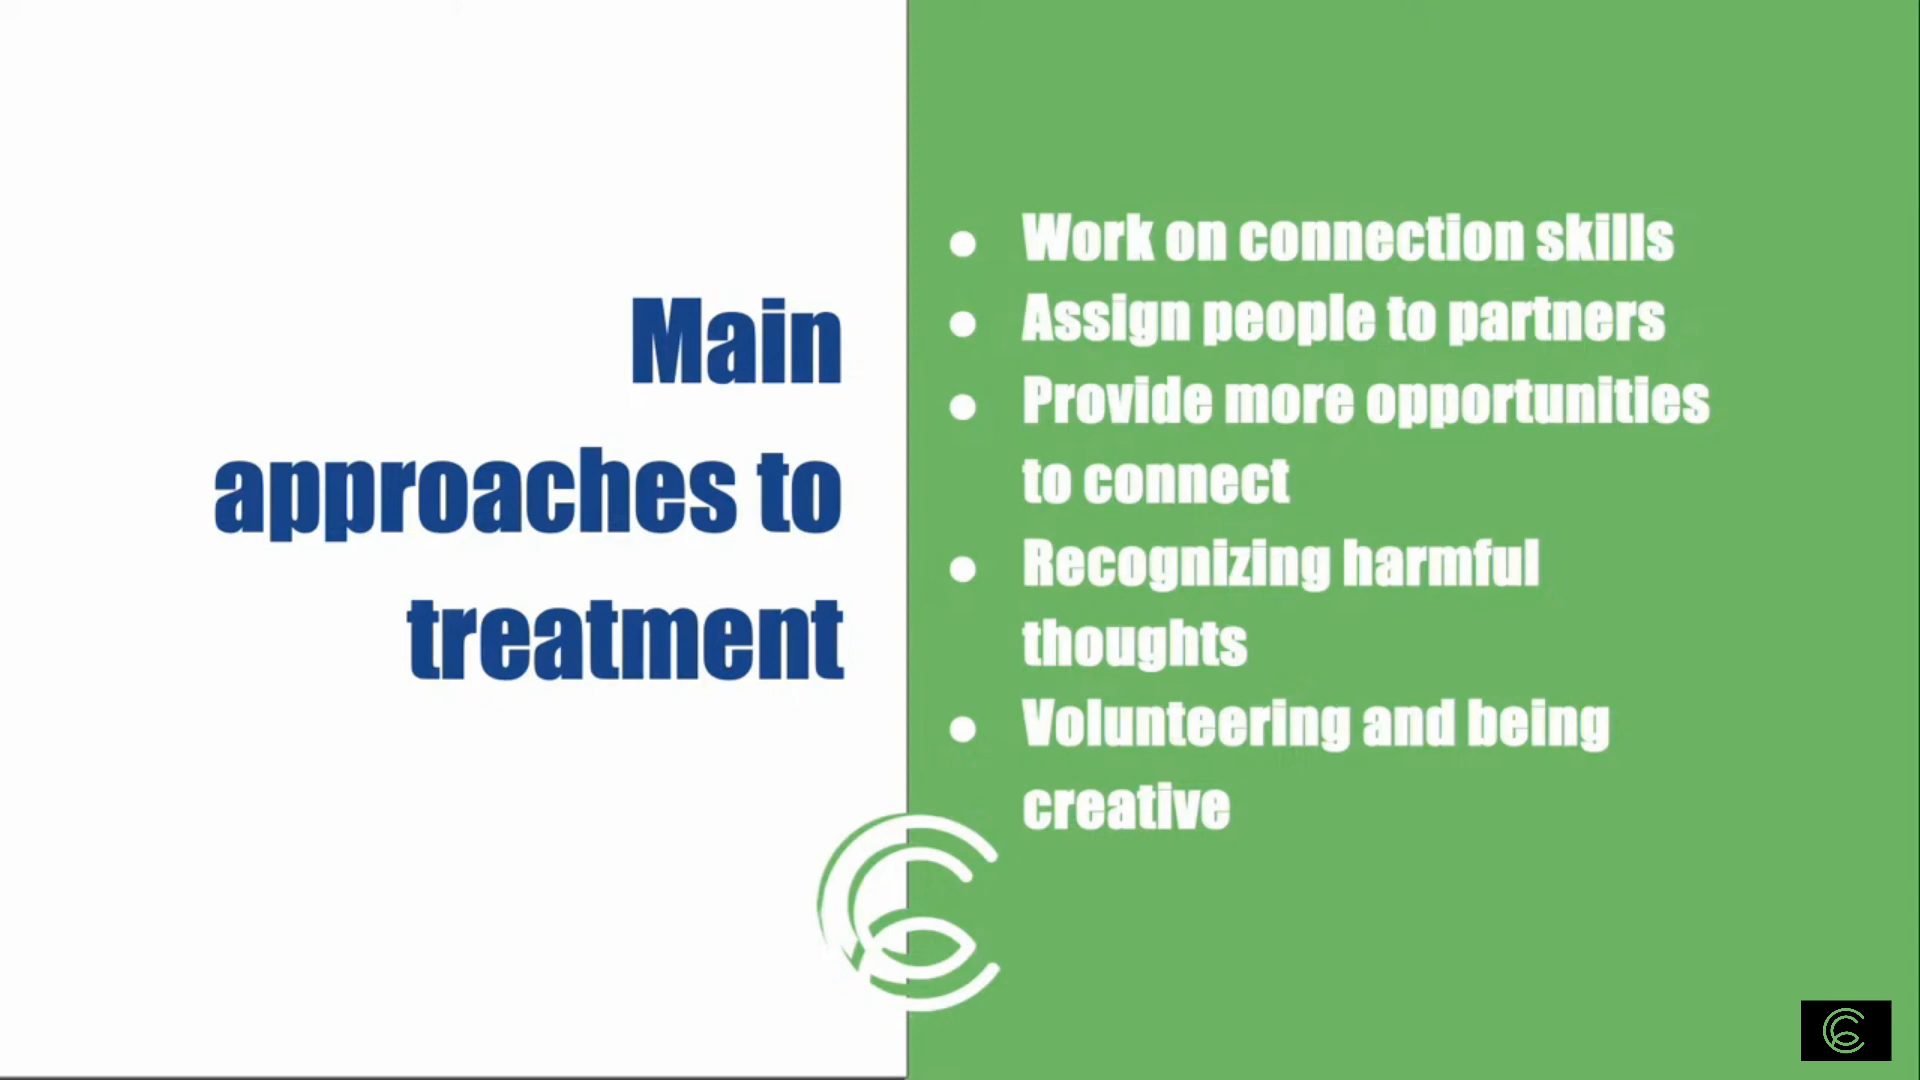 Main
approaches to
treatment
● Work on connection skills
● Assign people to partners
● Provide more opportunities
to connect
● Recognizing harmful
thoughts
● Volunteering and being
creative